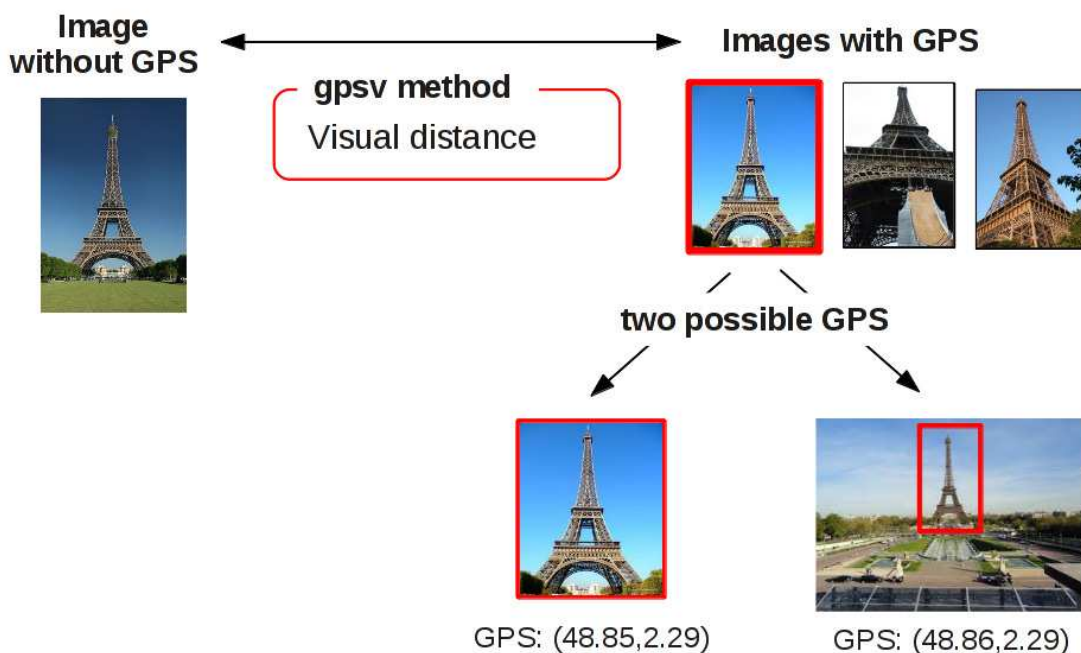 Image
without GPS
Images with GPS
gpsv method
Visual distance
two possible GPS
GPS: (48.85,2.29)
GPS: (48.86,2.29)